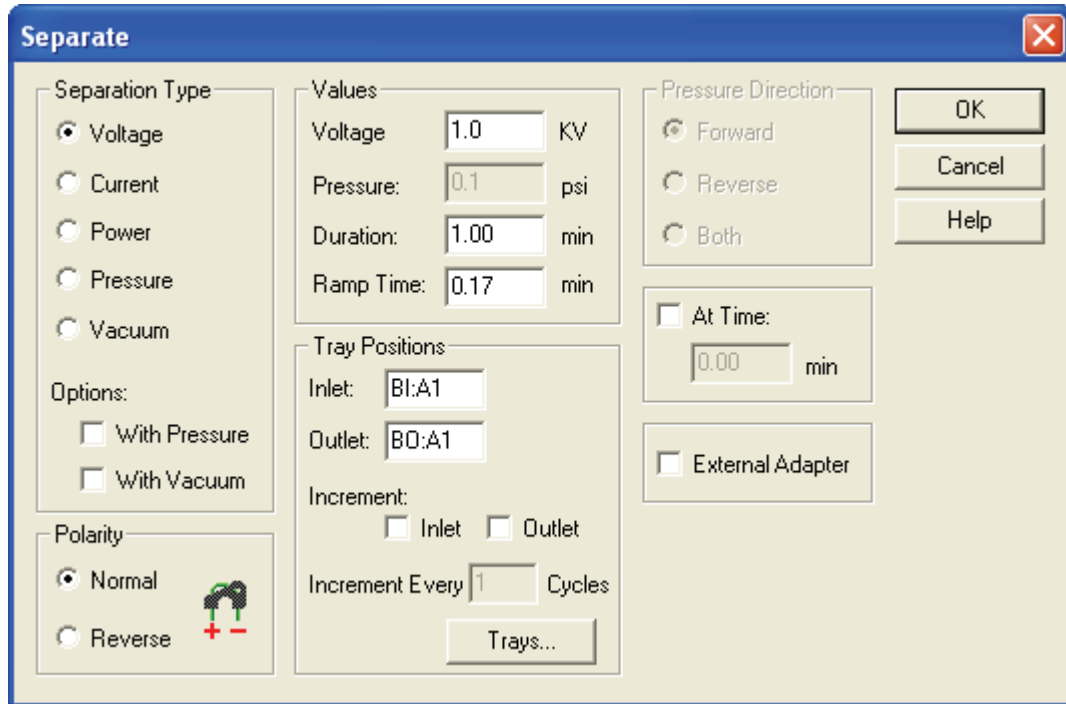 Separate
Separation Type
Voltage
Current
Power
Pressure
Vacuum
Options:
With Pressure
With Vacuum
Polarity
Normal
Reverse
+ −
Values
Voltage 1.0 KV
Pressure: 0.1 psi
Duration: 1.00 min
Ramp Time: 0.17 min
Tray Positions
Inlet: BI:A1
Outlet: BO:A1
Increment:
Inlet Outlet
Increment Every 1 Cycles
Trays...
Pressure Direction
Forward
Reverse
Both
At Time:
0.00 min
External Adapter
OK
Cancel
Help